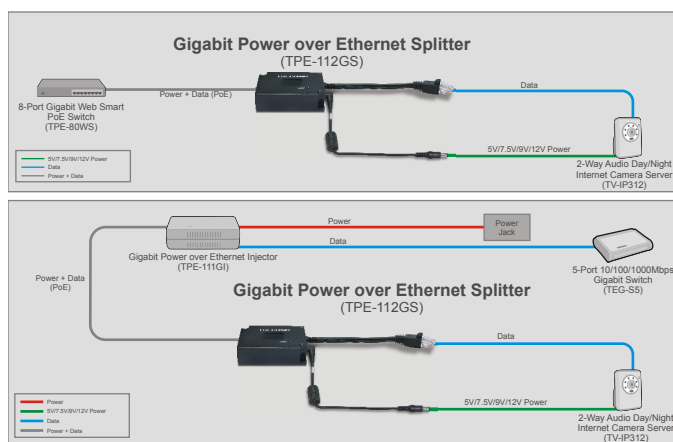 Gigabit Power over Ethernet Splitter
(TPE-112GS)
Power + Data (PoE)
Data
8-Port Gigabit Web Smart
PoE Switch
(TPE-80WS)
5V/7.5V/9V/12V Power
2-Way Audio Day/Night
Internet Camera Server
(TV-IP312)
5V/7.5V/9V/12V Power
Data
Power + Data
Power
Power
Jack
Data
Gigabit Power over Ethernet Injector
(TPE-111GI)
5-Port 10/100/1000Mbps
Gigabit Switch
(TEG-S5)
Power + Data
(PoE)
Gigabit Power over Ethernet Splitter
(TPE-112GS)
Data
5V/7.5V/9V/12V Power
2-Way Audio Day/Night
Internet Camera Server
(TV-IP312)
Power
5V/7.5V/9V/12V Power
Data
Power + Data